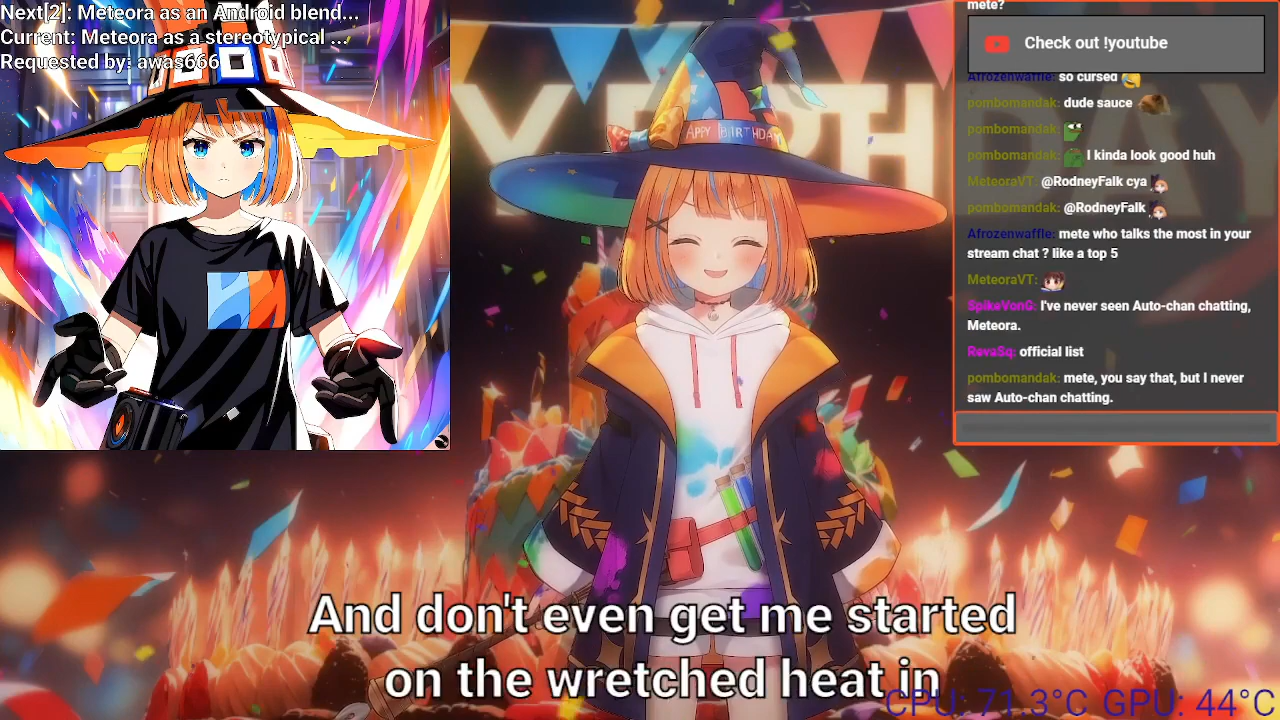 Next[2]: Meteora as an Android blend...
Current: Meteora as a stereotypical ...
Requested by: awas666
APPY BIRTHDAY
Y BIRTHDAY
mete?
Check out !youtube
Afrozenwaffle: so cursed
pombomandak: dude sauce
pombomandak:
pombomandak: I kinda look good huh
MeteoraVT: @RodneyFalk cya
pombomandak: @RodneyFalk
Afrozenwaffle: mete who talks the most in your
stream chat ? like a top 5
MeteoraVT:
SpikeVonG: I've never seen Auto-chan chatting,
Meteora.
RevaSq: official list
pombomandak: mete, you say that, but I never
saw Auto-chan chatting.
And don't even get me started
on the wretched heat in
CPU: 71.3°C GPU: 44°C